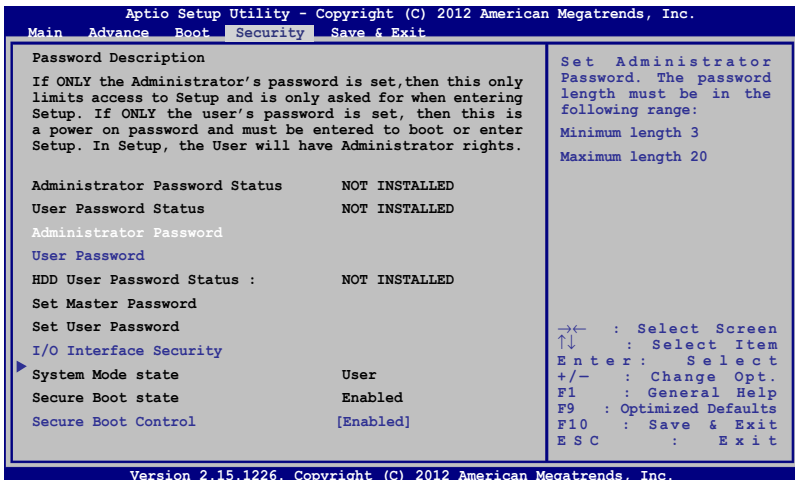 Aptio Setup Utility - Copyright (C) 2012 American Megatrends, Inc.
Main Advance Boot Security Save & Exit
Password Description
If ONLY the Administrator's password is set,then this only
limits access to Setup and is only asked for when entering
Setup. If ONLY the user's password is set, then this is
a power on password and must be entered to boot or enter
Setup. In Setup, the User will have Administrator rights.
Administrator Password Status NOT INSTALLED
User Password Status NOT INSTALLED
Administrator Password
User Password
HDD User Password Status : NOT INSTALLED
Set Master Password
Set User Password
I/O Interface Security
System Mode state User
Secure Boot state Enabled
Secure Boot Control [Enabled]
Set Administrator
Password. The password
length must be in the
following range:
Minimum length 3
Maximum length 20
→← : Select Screen
↑↓ : Select Item
Enter: Select
+/— : Change Opt.
F1 : General Help
F9 : Optimized Defaults
F10 : Save & Exit
ESC : Exit
Version 2.15.1226. Copyright (C) 2012 American Megatrends, Inc.